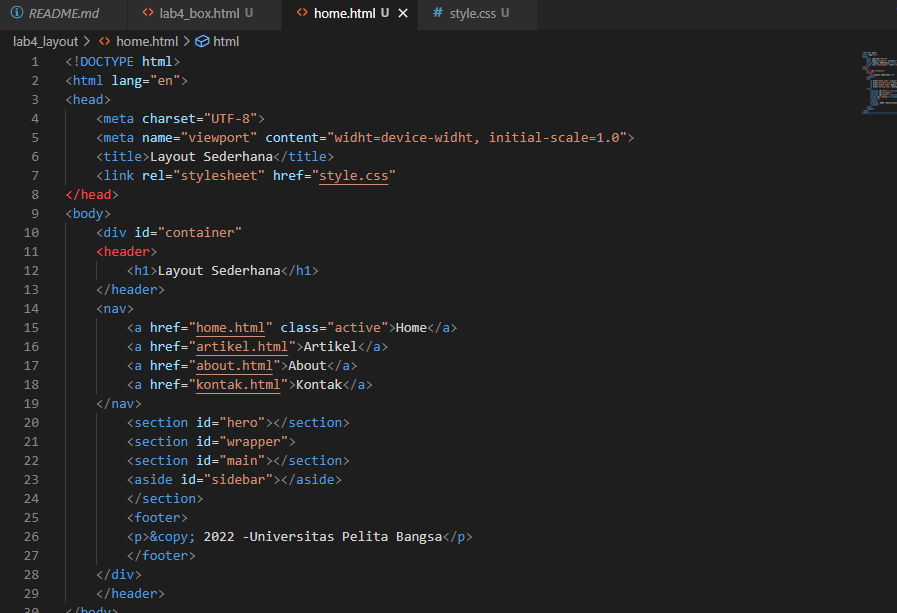 README.md lab4_box.html U home.html U style.css U
lab4_layout > home.html > html
1 <!DOCTYPE html>
2 <html lang="en">
3 <head>
4 <meta charset="UTF-8">
5 <meta name="viewport" content="widht=device-widht, initial-scale=1.0">
6 <title>Layout Sederhana</title>
7 <link rel="stylesheet" href="style.css"
8 </head>
9 <body>
10 <div id="container"
11 <header>
12 <h1>Layout Sederhana</h1>
13 </header>
14 <nav>
15 <a href="home.html" class="active">Home</a>
16 <a href="artikel.html">Artikel</a>
17 <a href="about.html">About</a>
18 <a href="kontak.html">Kontak</a>
19 </nav>
20 <section id="hero"></section>
21 <section id="wrapper">
22 <section id="main"></section>
23 <aside id="sidebar"></aside>
24 </section>
25 <footer>
26 <p>&copy; 2022 -Universitas Pelita Bangsa</p>
27 </footer>
28 </div>
29 </header>
30 </body>